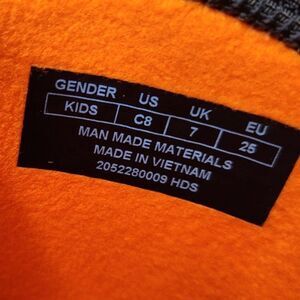 GENDER US UK EU
KIDS C8 7 25
MAN MADE MATERIALS
MADE IN VIETNAM
2052280009 HDS